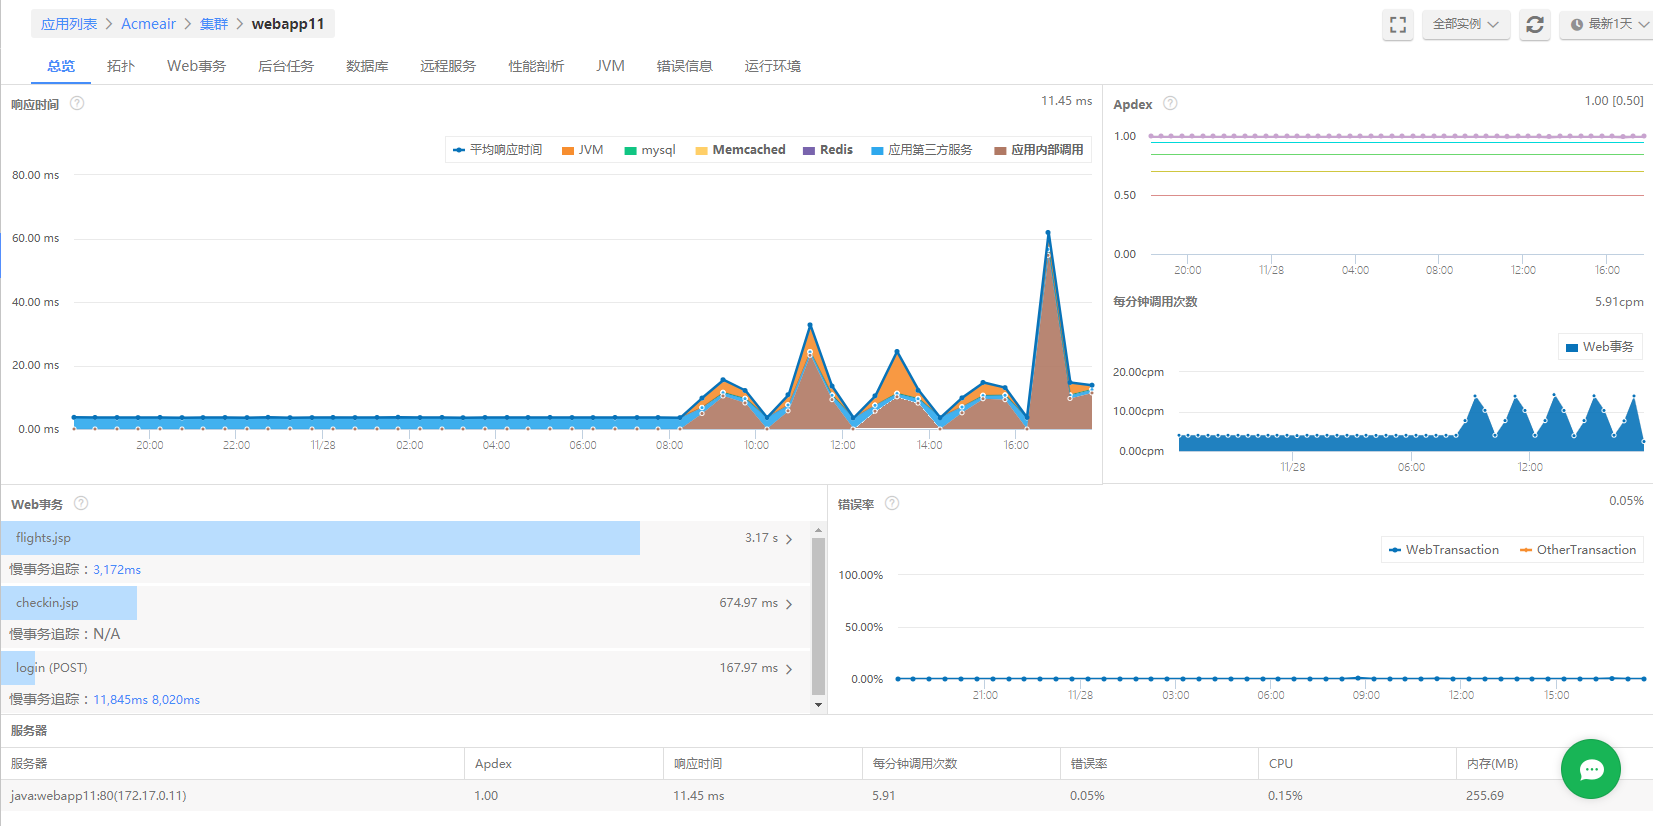 应用列表 > Acmeair > 集群 > webapp11
全部实例
最新1天
总览 拓扑 Web事务 后台任务 数据库 远程服务 性能剖析 JVM 错误信息 运行环境
响应时间 ?
11.45 ms
平均响应时间 JVM mysql Memcached Redis 应用第三方服务 应用内部调用
80.00 ms
60.00 ms
40.00 ms
20.00 ms
0.00 ms
20:00 22:00 11/28 02:00 04:00 06:00 08:00 10:00 12:00 14:00 16:00
Apdex ?
1.00 [0.50]
1.00
0.50
0.00
20:00 11/28 04:00 08:00 12:00 16:00
每分钟调用次数
5.91cpm
Web事务
20.00cpm
10.00cpm
0.00cpm
11/28 06:00 12:00
Web事务 ?
flights.jsp 3.17 s >
慢事务追踪：3,172ms
checkin.jsp 674.97 ms >
慢事务追踪：N/A
login (POST) 167.97 ms >
慢事务追踪：11,845ms 8,020ms
错误率 ?
0.05%
WebTransaction OtherTransaction
100.00%
50.00%
0.00%
21:00 11/28 03:00 06:00 09:00 12:00 15:00
服务器
服务器 Apdex 响应时间 每分钟调用次数 错误率 CPU 内存(MB)
java:webapp11:80(172.17.0.11) 1.00 11.45 ms 5.91 0.05% 0.15% 255.69